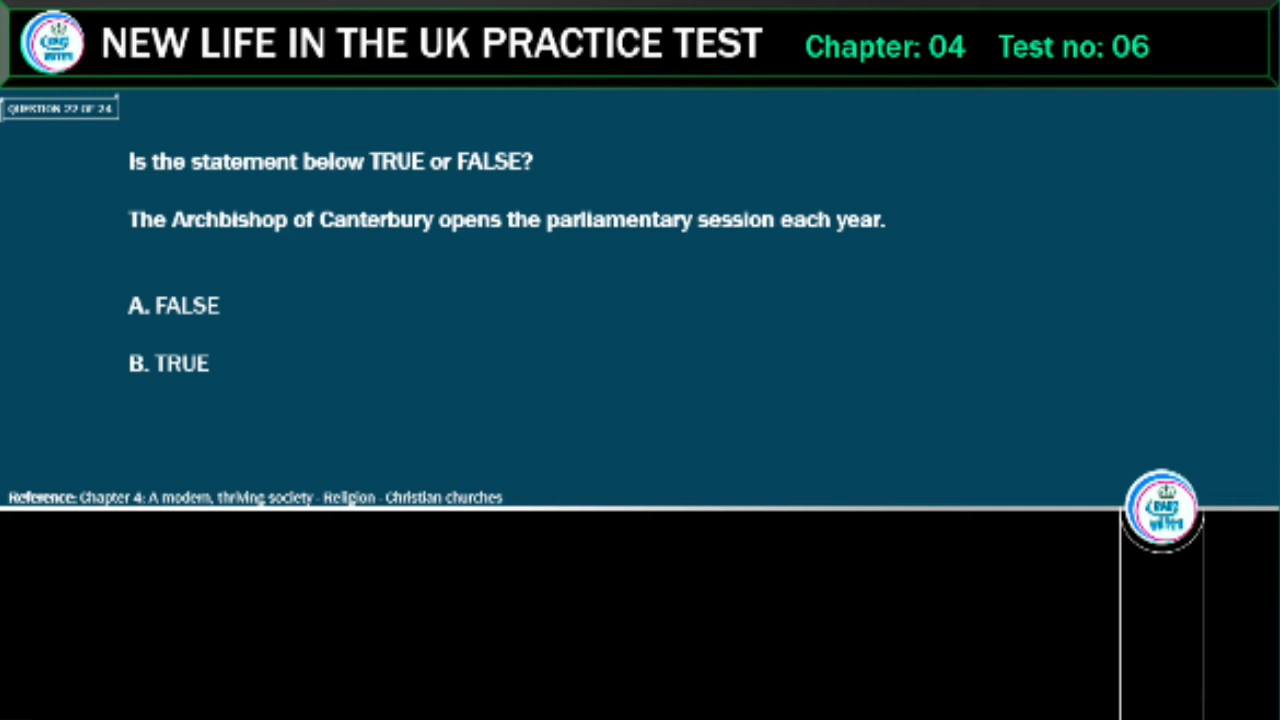 NEW LIFE IN THE UK PRACTICE TEST Chapter: 04 Test no: 06
QUESTION 22 OF 24
Is the statement below TRUE or FALSE?
The Archbishop of Canterbury opens the parliamentary session each year.
A. FALSE
B. TRUE
Reference: Chapter 4: A modern, thriving society - Religion - Christian churches